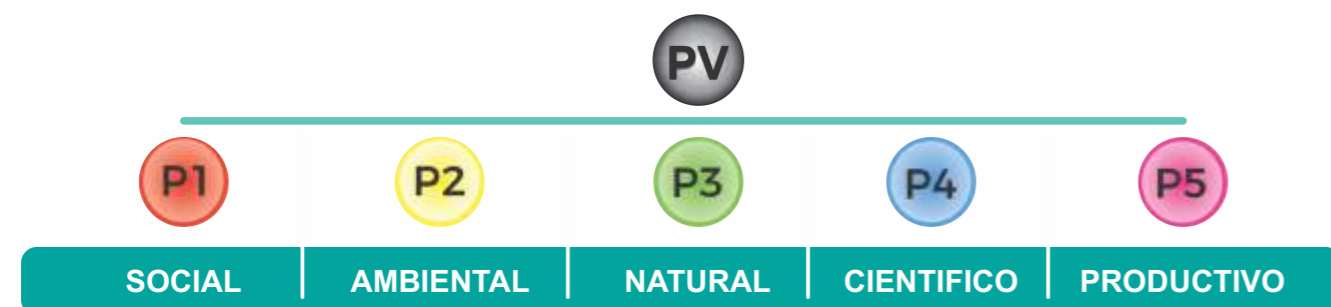 PV
P1 P2 P3 P4 P5
SOCIAL AMBIENTAL NATURAL CIENTIFICO PRODUCTIVO